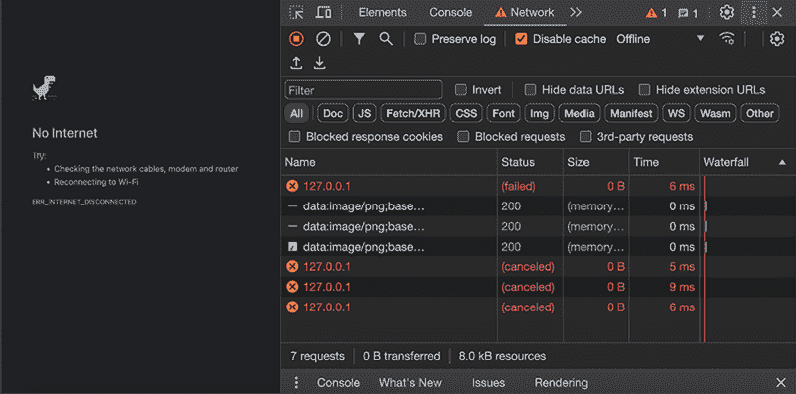 No Internet
Try:
Checking the network cables, modem and router
Reconnecting to Wi-Fi
ERR_INTERNET_DISCONNECTED
Elements Console Network 1 1
Preserve log Disable cache Offline
Filter Invert Hide data URLs Hide extension URLs
All Doc JS Fetch/XHR CSS Font Img Media Manifest WS Wasm Other
Blocked response cookies Blocked requests 3rd-party requests
Name Status Size Time Waterfall
127.0.0.1 (failed) 0 B 6 ms
data:image/png;base… 200 (memory… 0 ms
data:image/png;base… 200 (memory… 0 ms
data:image/png;base… 200 (memory… 0 ms
127.0.0.1 (canceled) 0 B 5 ms
127.0.0.1 (canceled) 0 B 9 ms
127.0.0.1 (canceled) 0 B 6 ms
7 requests 0 B transferred 8.0 kB resources
Console What's New Issues Rendering